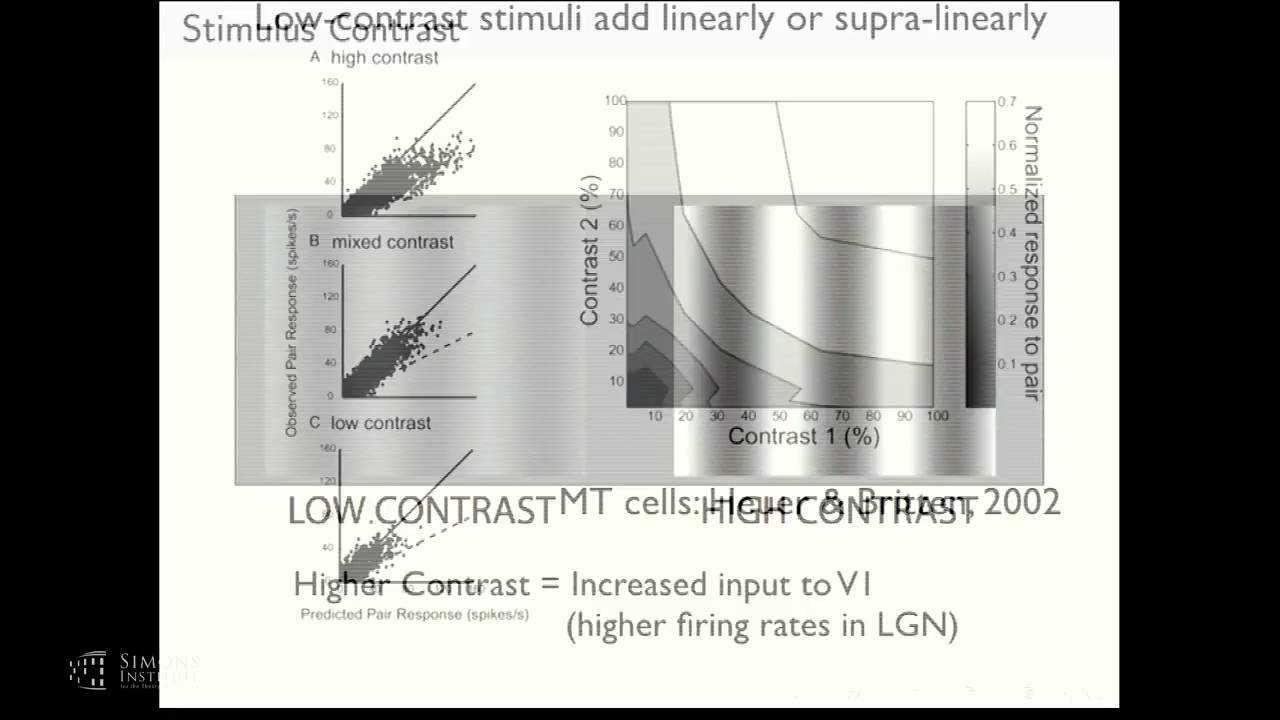 Low-contrast stimuli add linearly or supra-linearly
Stimulus Contrast
A high contrast
160
120
80
40
0
B mixed contrast
160
120
80
40
0
C low contrast
160
120
40
Observed Pair Response (spikes/s)
Predicted Pair Response (spikes/s)
100
90
80
70
60
50
40
30
20
10
Contrast 2 (%)
10 20 30 40 50 60 70 80 90 100
Contrast 1 (%)
0.7
0.6
0.5
0.4
0.3
0.2
0.1
Normalized response to pair
MT cells: Heuer & Britten, 2002
LOW CONTRAST
HIGH CONTRAST
Higher Contrast = Increased input to V1
(higher firing rates in LGN)
SIMONS
INSTITUTE